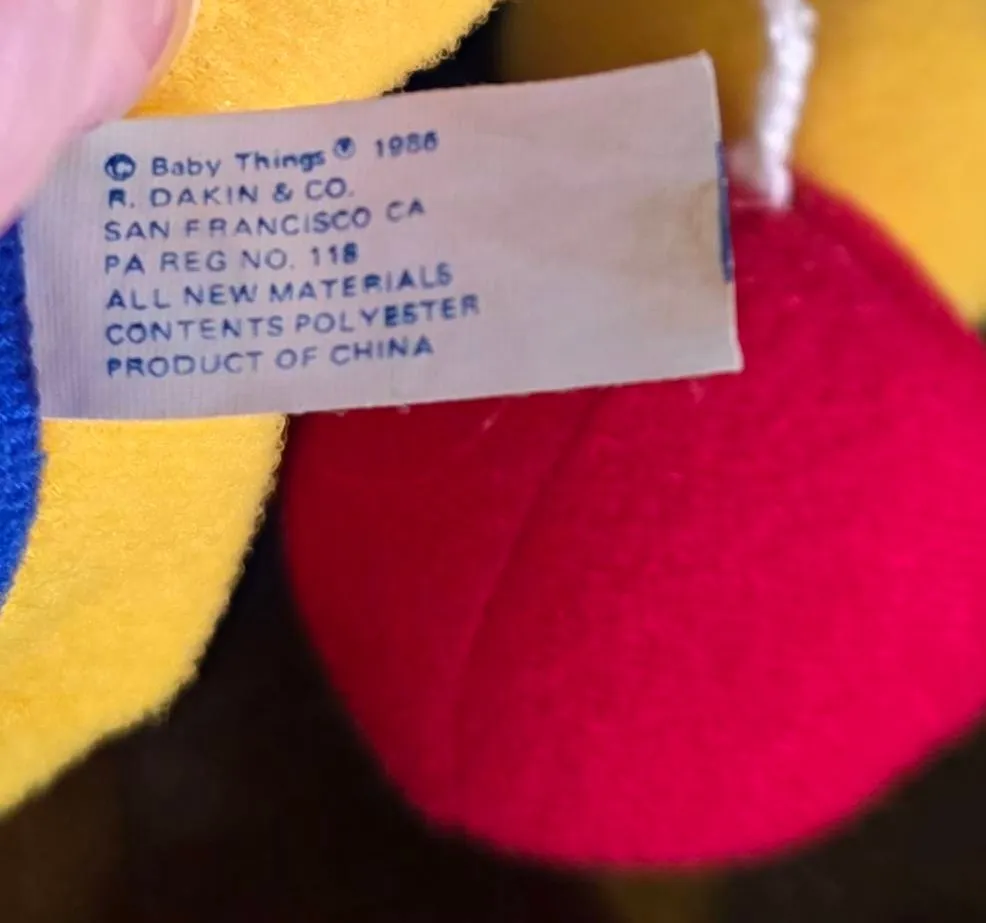 © Baby Things® 1986
R. DAKIN & CO.
SAN FRANCISCO CA
PA REG NO. 118
ALL NEW MATERIALS
CONTENTS POLYESTER
PRODUCT OF CHINA